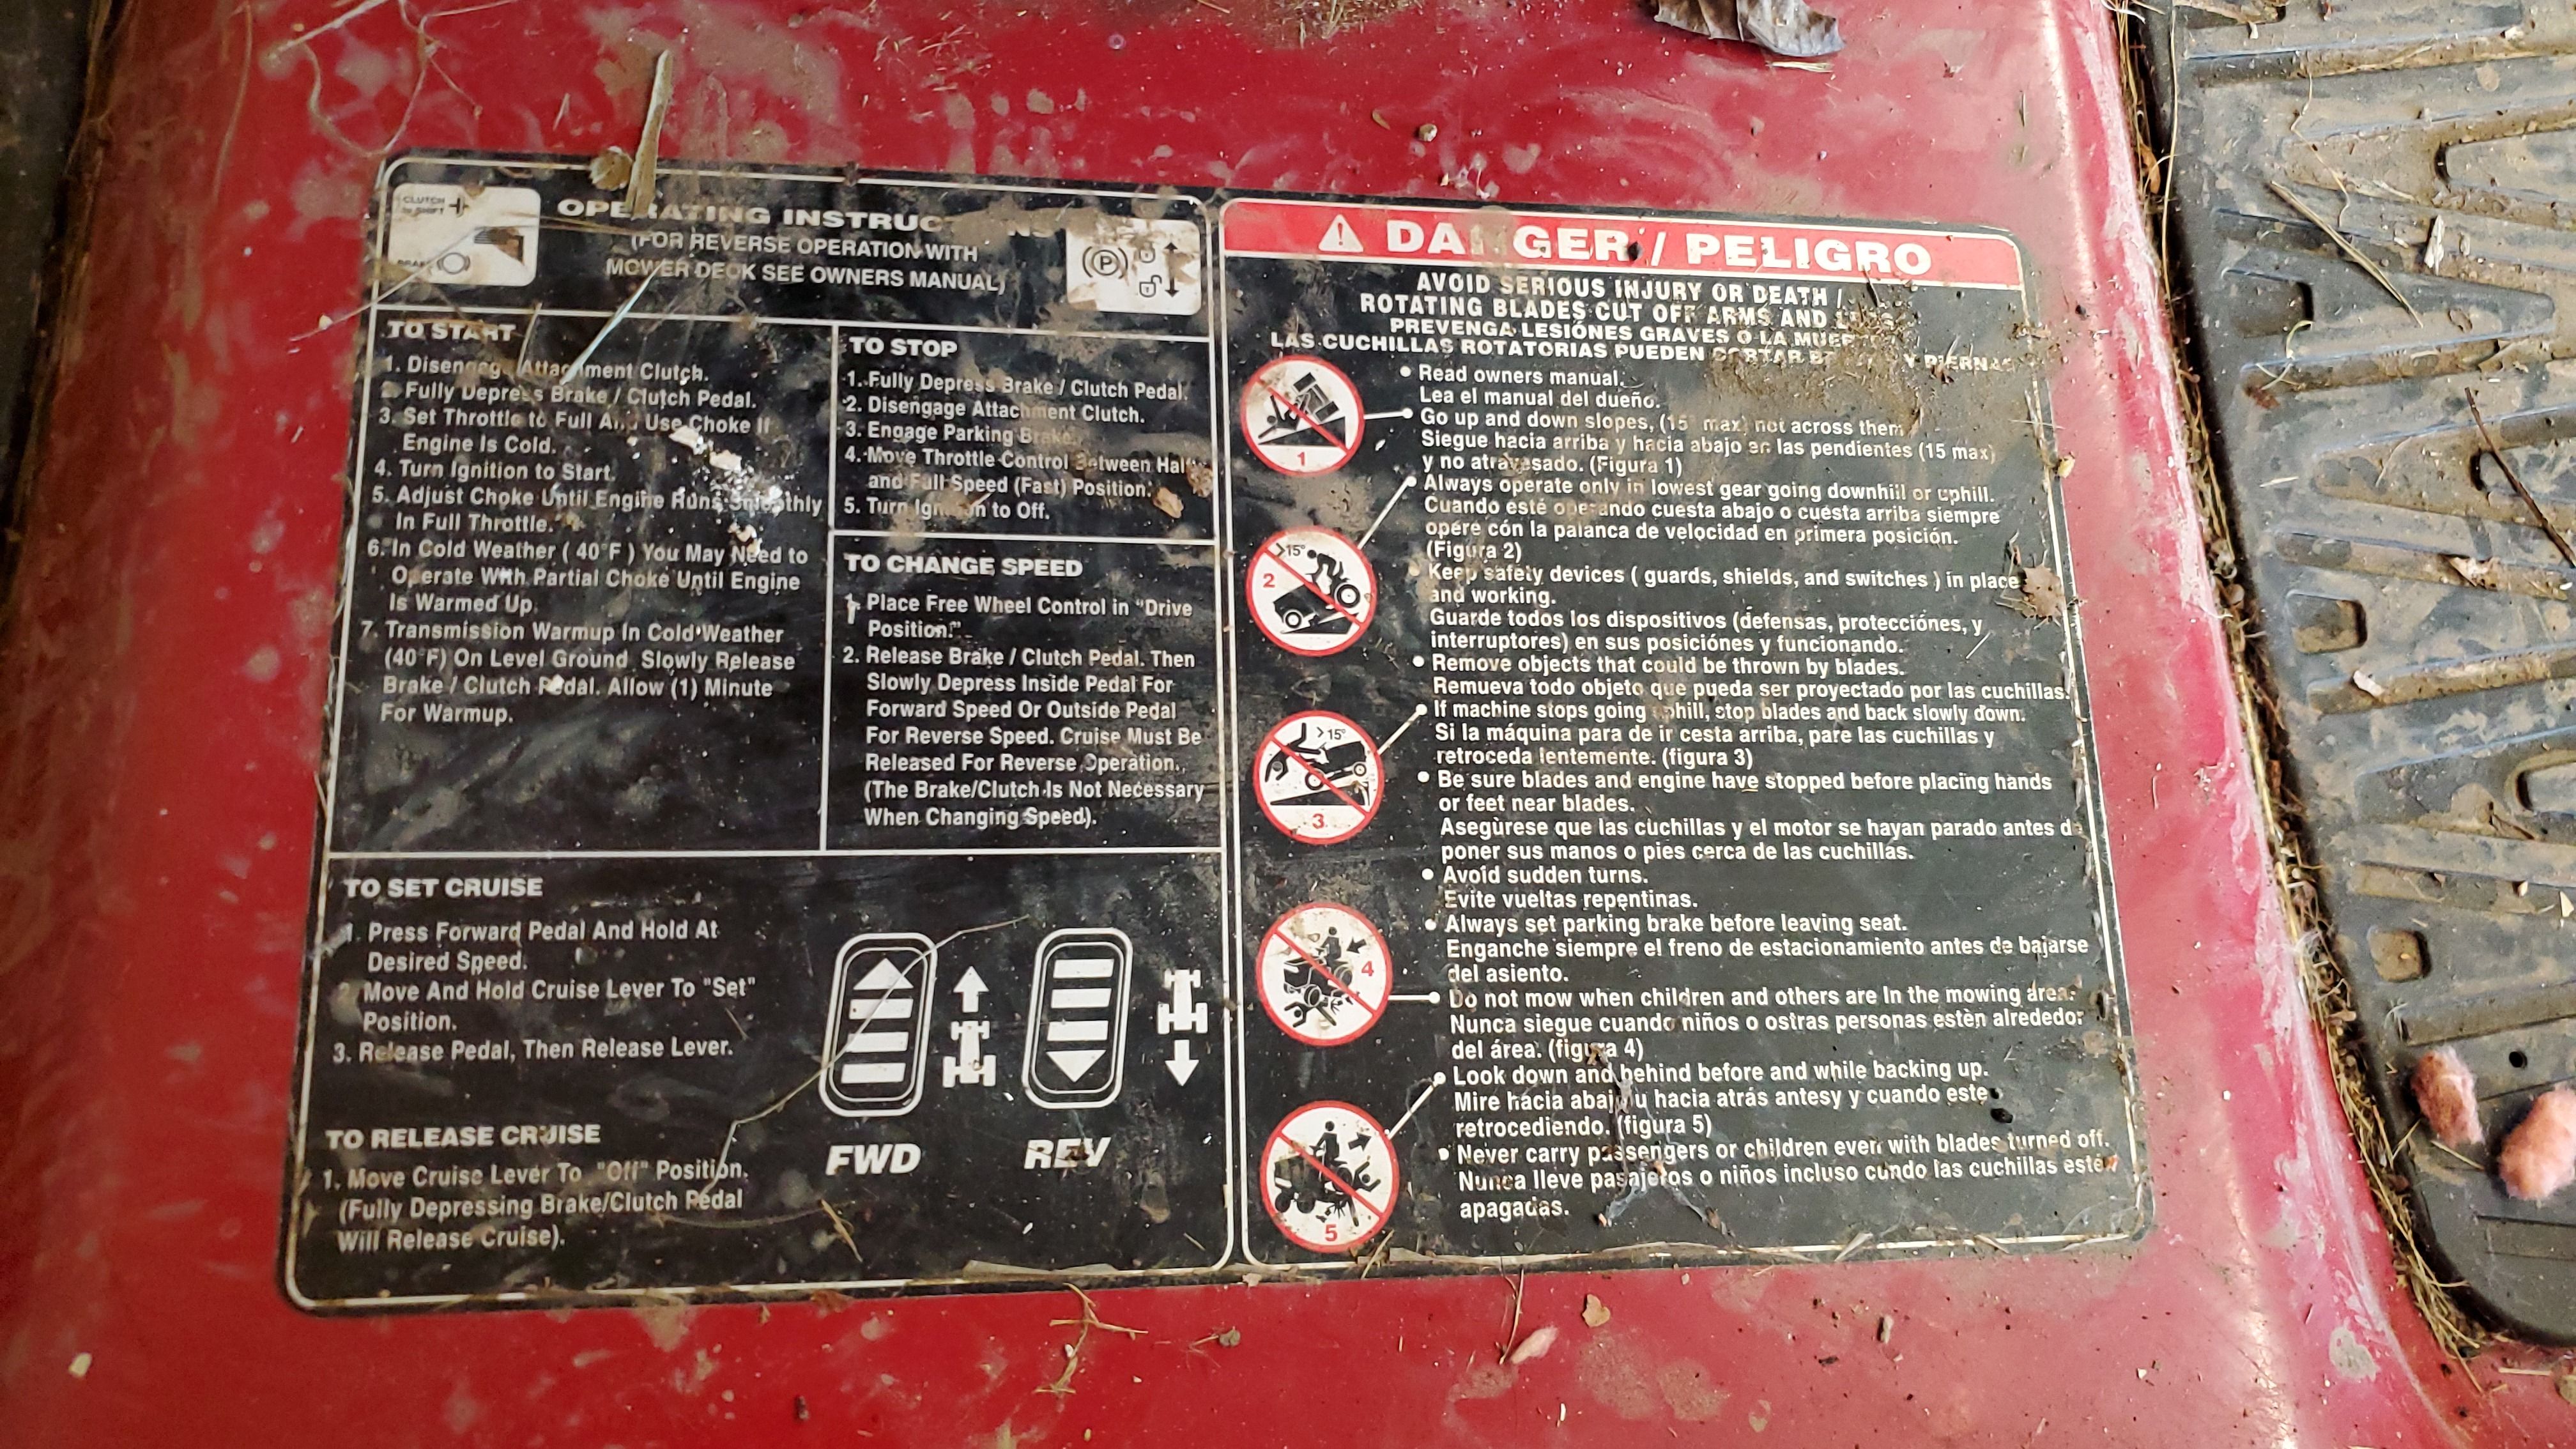 CLUTCH
to SHIFT
BRAKE
OPERATING INSTRUC
(FOR REVERSE OPERATION WITH
MOWER DECK SEE OWNERS MANUAL)
P
TO START
1. Disengage Attachment Clutch.
2. Fully Depress Brake / Clutch Pedal.
3. Set Throttle to Full And Use Choke If
Engine Is Cold.
4. Turn Ignition to Start.
5. Adjust Choke Until Engine Runs Smoothly
In Full Throttle.
6. In Cold Weather ( 40°F ) You May Need to
Operate With Partial Choke Until Engine
Is Warmed Up.
7. Transmission Warmup In Cold Weather
(40°F) On Level Ground Slowly Release
Brake / Clutch Pedal. Allow (1) Minute
For Warmup.
TO STOP
1. Fully Depress Brake / Clutch Pedal.
2. Disengage Attachment Clutch.
3. Engage Parking Brake.
4. Move Throttle Control Between Half
and Full Speed (Fast) Position.
5. Turn Ignition to Off.
TO CHANGE SPEED
1. Place Free Wheel Control in "Drive
Position."
2. Release Brake / Clutch Pedal. Then
Slowly Depress Inside Pedal For
Forward Speed Or Outside Pedal
For Reverse Speed. Cruise Must Be
Released For Reverse Operation.
(The Brake/Clutch Is Not Necessary
When Changing Speed).
TO SET CRUISE
1. Press Forward Pedal And Hold At
Desired Speed.
2. Move And Hold Cruise Lever To "Set"
Position.
3. Release Pedal, Then Release Lever.
TO RELEASE CRUISE
1. Move Cruise Lever To "Off" Position.
(Fully Depressing Brake/Clutch Pedal
Will Release Cruise).
FWD
REV
DANGER / PELIGRO
AVOID SERIOUS INJURY OR DEATH /
ROTATING BLADES CUT OFF ARMS AND
PREVENGA LESIÓNES GRAVES O LA
LAS CUCHILLAS ROTATORIAS PUEDEN CORTAR Y PIERNAS
1
• Read owners manual.
Lea el manual del dueño.
• Go up and down slopes, (15 max) not across them
Siegue hacia arriba y hacia abajo en las pendientes (15 max)
y no atravesado. (Figura 1)
>15°
2
• Always operate only in lowest gear going downhill or uphill.
Cuando esté operando cuesta abajo o cuesta arriba siempre
opere cón la palanca de velocidad en primera posición.
(Figura 2)
• Keep safety devices ( guards, shields, and switches ) in place
and working.
Guarde todos los dispositivos (defensas, protecciónes, y
interruptores) en sus posiciónes y funcionando.
• Remove objects that could be thrown by blades.
Remueva todo objeto que pueda ser proyectado por las cuchillas.
>15°
3
• If machine stops going uphill, stop blades and back slowly down.
Si la máquina para de ir cesta arriba, pare las cuchillas y
retroceda lentemente. (figura 3)
• Be sure blades and engine have stopped before placing hands
or feet near blades.
Asegùrese que las cuchillas y el motor se hayan parado antes de
poner sus manos o pies cerca de las cuchillas.
• Avoid sudden turns.
Evite vueltas repentinas.
• Always set parking brake before leaving seat.
Enganche siempre el freno de estacionamiento antes de bajarse
del asiento.
4
• Do not mow when children and others are In the mowing area.
Nunca siegue cuando niños o ostras personas estèn alrededor
del área. (figura 4)
• Look down and behind before and while backing up.
Mire hácia abajo u hacia atrás antesy y cuando este
retrocediendo. (figura 5)
5
• Never carry passengers or children even with blades turned off.
Nunca lleve pasajeros o niños incluso cundo las cuchillas estén
apagadas.